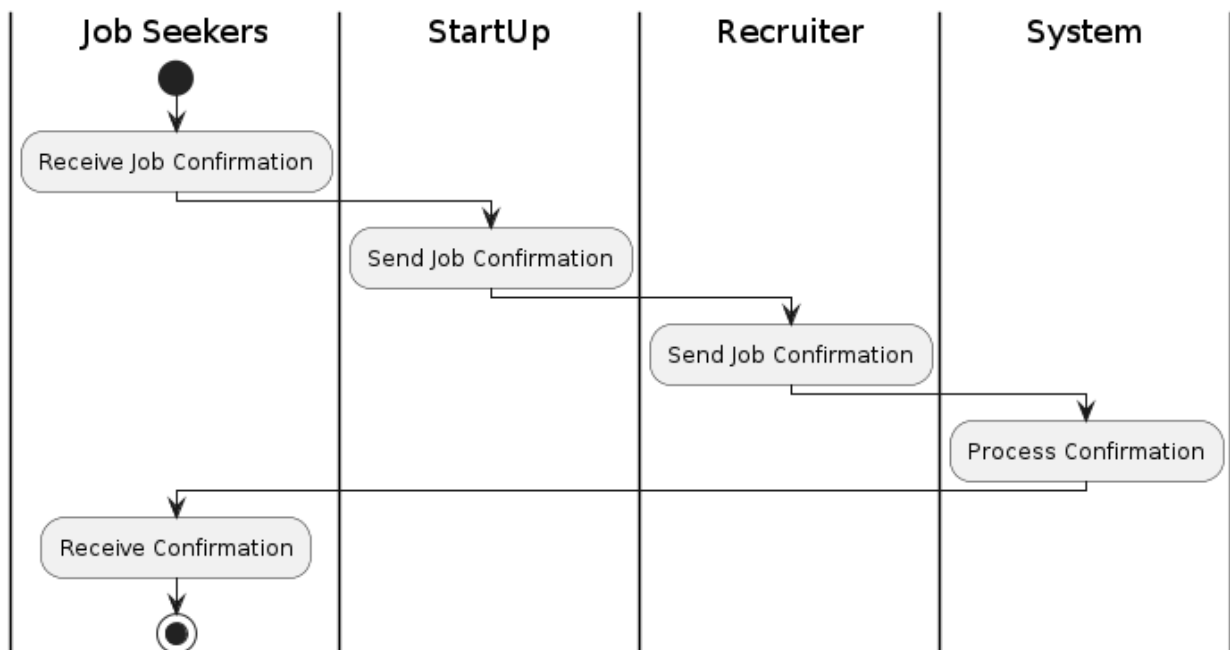 Job Seekers
StartUp
Recruiter
System
Receive Job Confirmation
Send Job Confirmation
Send Job Confirmation
Process Confirmation
Receive Confirmation